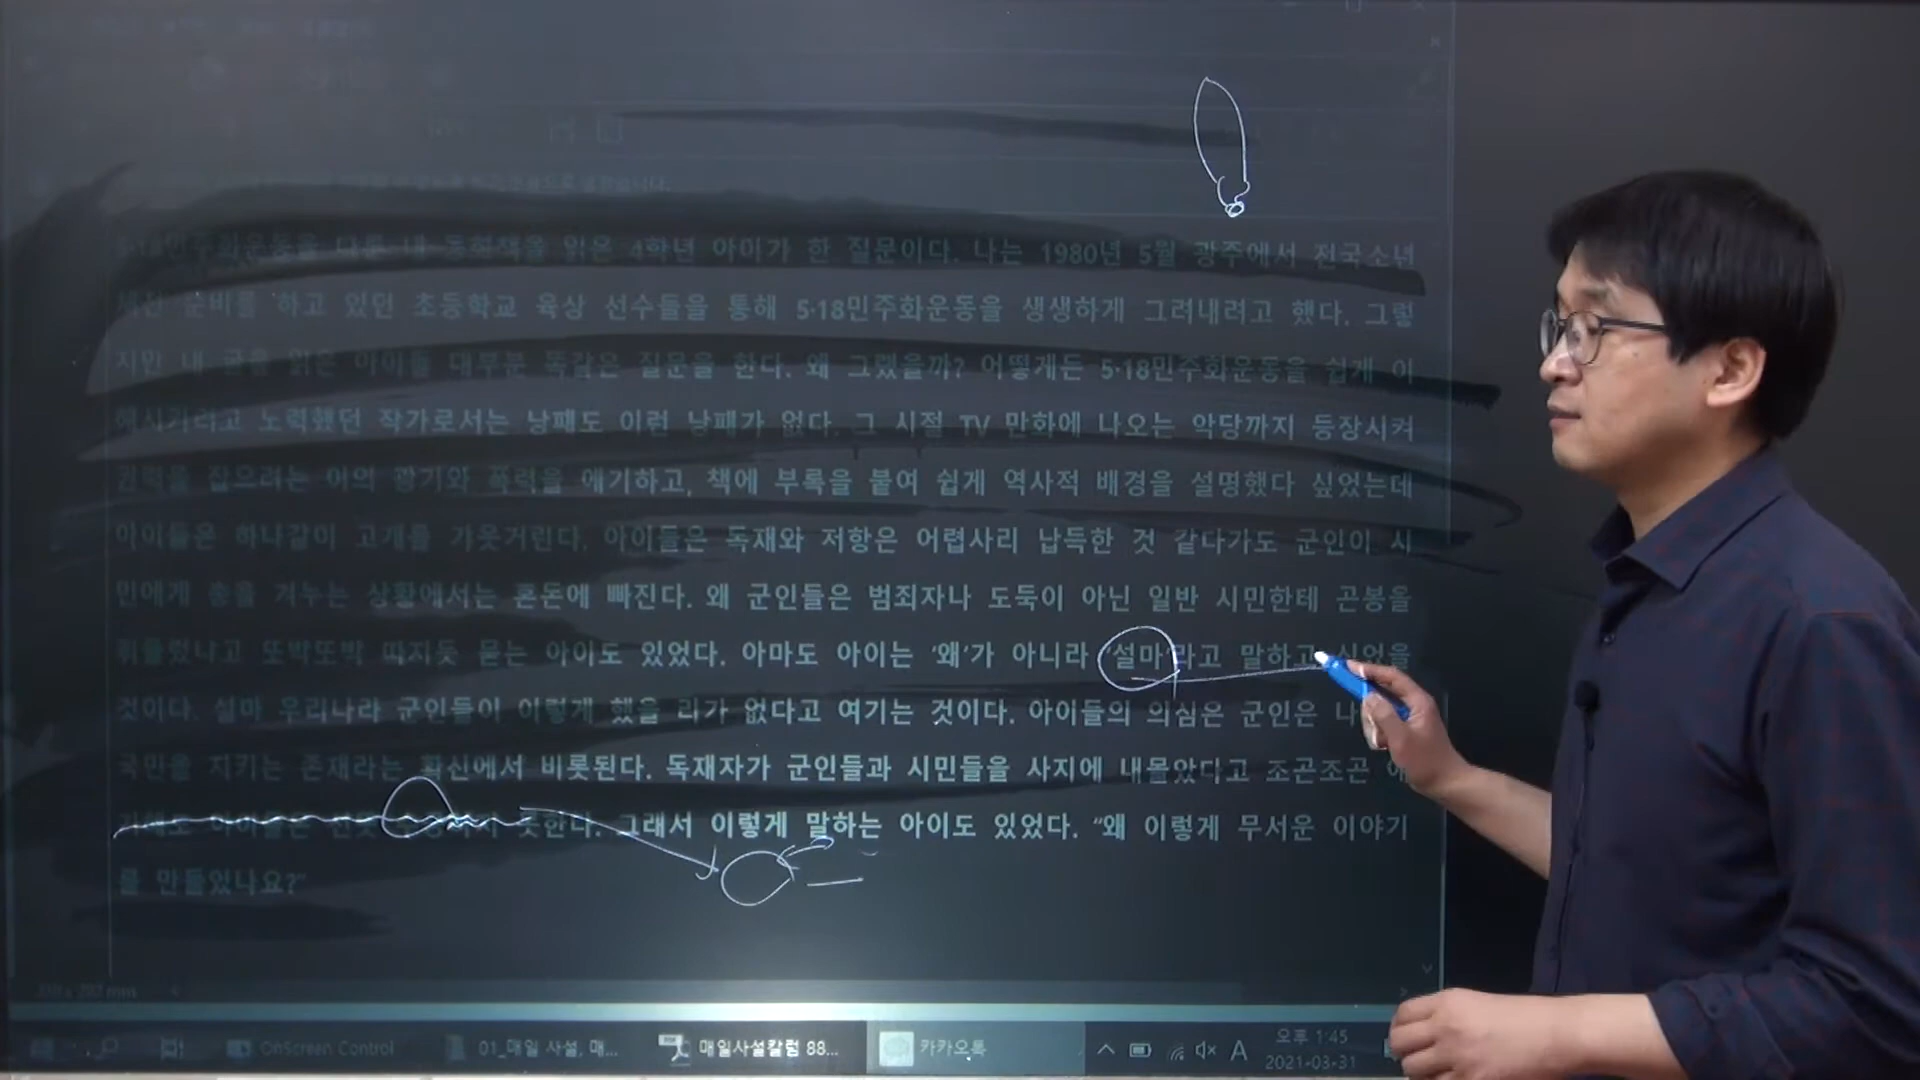 5·18민주화운동을 다룬 내 동화책을 읽은 4학년 아이가 한 질문이다. 나는 1980년 5월 광주에서 전국소년
체전 준비를 하고 있던 초등학교 육상 선수들을 통해 5·18민주화운동을 생생하게 그려내려고 했다. 그렇
지만 내 글을 읽은 아이들 대부분 똑같은 질문을 한다. 왜 그랬을까? 어떻게든 5·18민주화운동을 쉽게 이
해시키려고 노력했던 작가로서는 낭패도 이런 낭패가 없다. 그 시절 TV 만화에 나오는 악당까지 등장시켜
권력을 잡으려는 이의 광기와 폭력을 얘기하고, 책에 부록을 붙여 쉽게 역사적 배경을 설명했다 싶었는데
아이들은 하나같이 고개를 갸웃거린다. 아이들은 독재와 저항은 어렵사리 납득한 것 같다가도 군인이 시
민에게 총을 겨누는 상황에서는 혼돈에 빠진다. 왜 군인들은 범죄자나 도둑이 아닌 일반 시민한테 곤봉을
휘둘렀냐고 또박또박 따지듯 묻는 아이도 있었다. 아마도 아이는 '왜'가 아니라 '설마'라고 말하고 싶었을
것이다. 설마 우리나라 군인들이 이렇게 했을 리가 없다고 여기는 것이다. 아이들의 의심은 군인은
국민을 지키는 존재라는 확신에서 비롯된다. 독재자가 군인들과 시민들을 사지에 내몰았다고 조곤조곤 얘
아이들은 못한다. 그래서 이렇게 말하는 아이도 있었다. "왜 이렇게 무서운 이야기
를 만들었나요?"
OnScreen Control 01_매일 사설, 매... 매일사설칼럼 88... 카카오톡 A 오후 1:45
2021-03-31